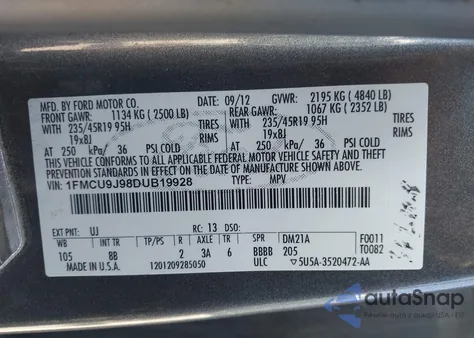 MFD. BY FORD MOTOR CO. DATE: 09/12 GVWR: 2195 KG ( 4840 LB)
FRONT GAWR: 1134 KG ( 2500 LB) REAR GAWR: 1067 KG ( 2352 LB)
WITH 235/45R19 95H TIRES WITH 235/45R19 95H TIRES
19x8J RIMS 19x8J RIMS
AT 250 kPa/ 36 PSI COLD AT 250 kPa/ 36 PSI COLD
THIS VEHICLE CONFORMS TO ALL APPLICABLE FEDERAL MOTOR VEHICLE SAFETY, BUMPER, AND THEFT
PREVENTION STANDARDS IN EFFECT ON THE DATE OF MANUFACTURE SHOWN ABOVE.
VIN: 1FMCU9J98DUB19928 TYPE: MPV
EXT PNT: UJ RC: 13 DSO: F0011
WB INT TR TP/PS R AXLE TR SPR DM21A T0082
105 8B 2 3A 6 BBBB 205
MADE IN U.S.A. 1201209285050 ULC 5U5A-3520472-AA
autoSnap